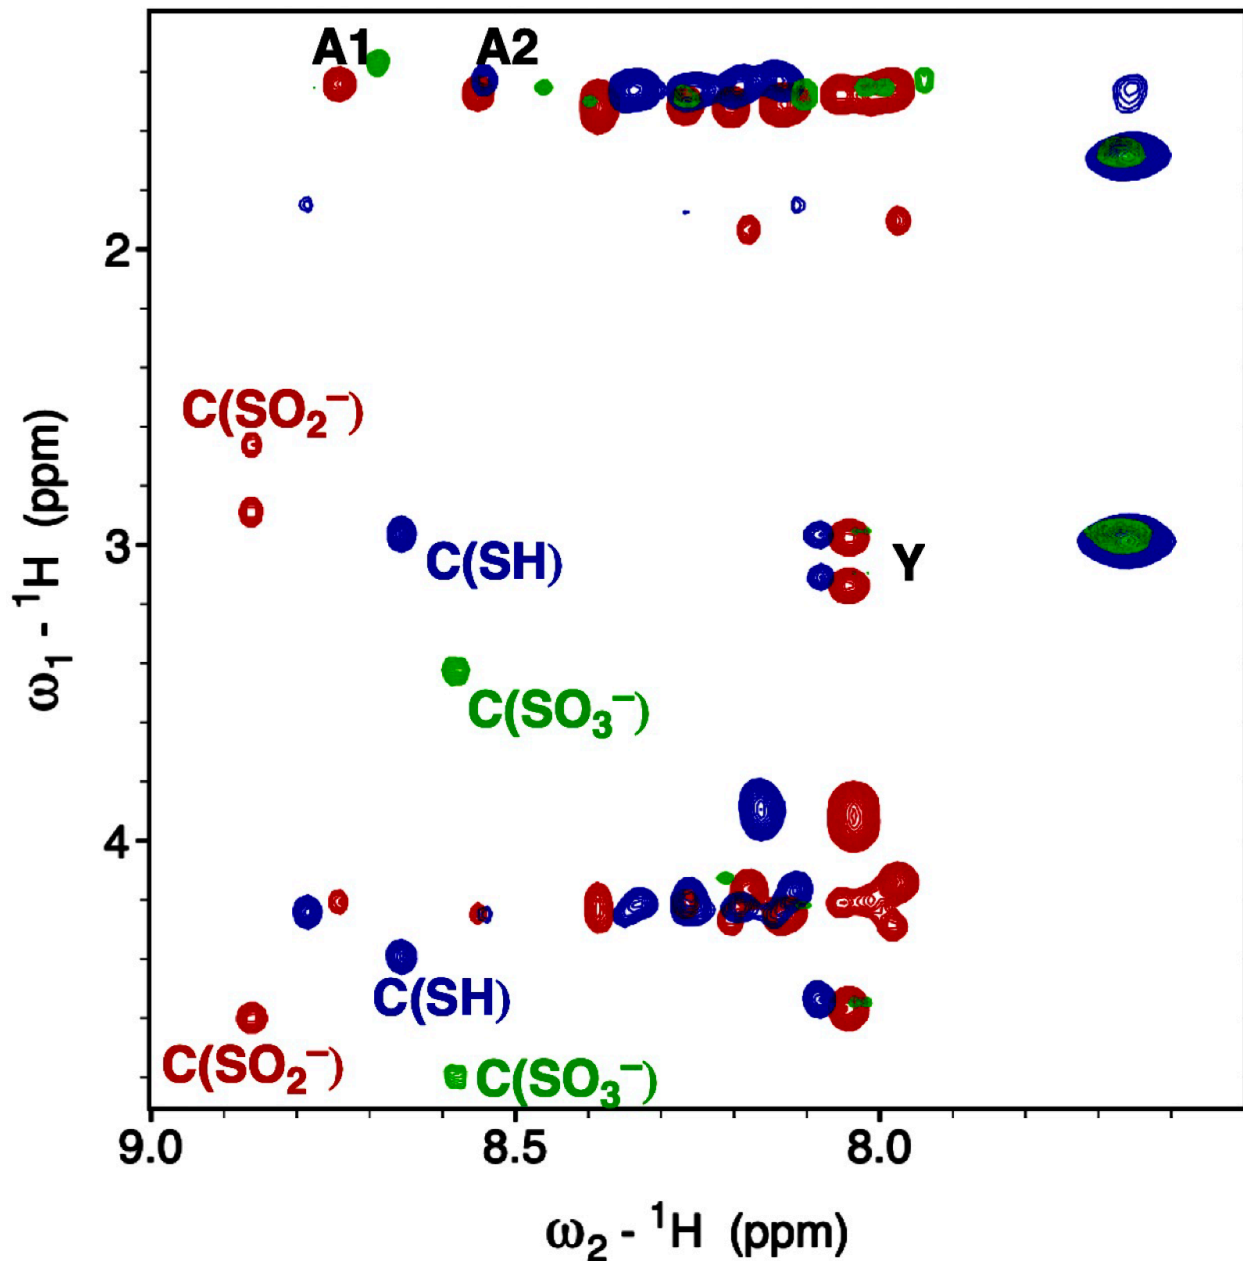 A1 A2
2
C(SO₂⁻)
3
C(SH)
Y
C(SO₃⁻)
4
C(SH)
C(SO₂⁻)
C(SO₃⁻)
9.0 8.5 8.0
ω₂ - ¹H (ppm)
ω₁ - ¹H (ppm)